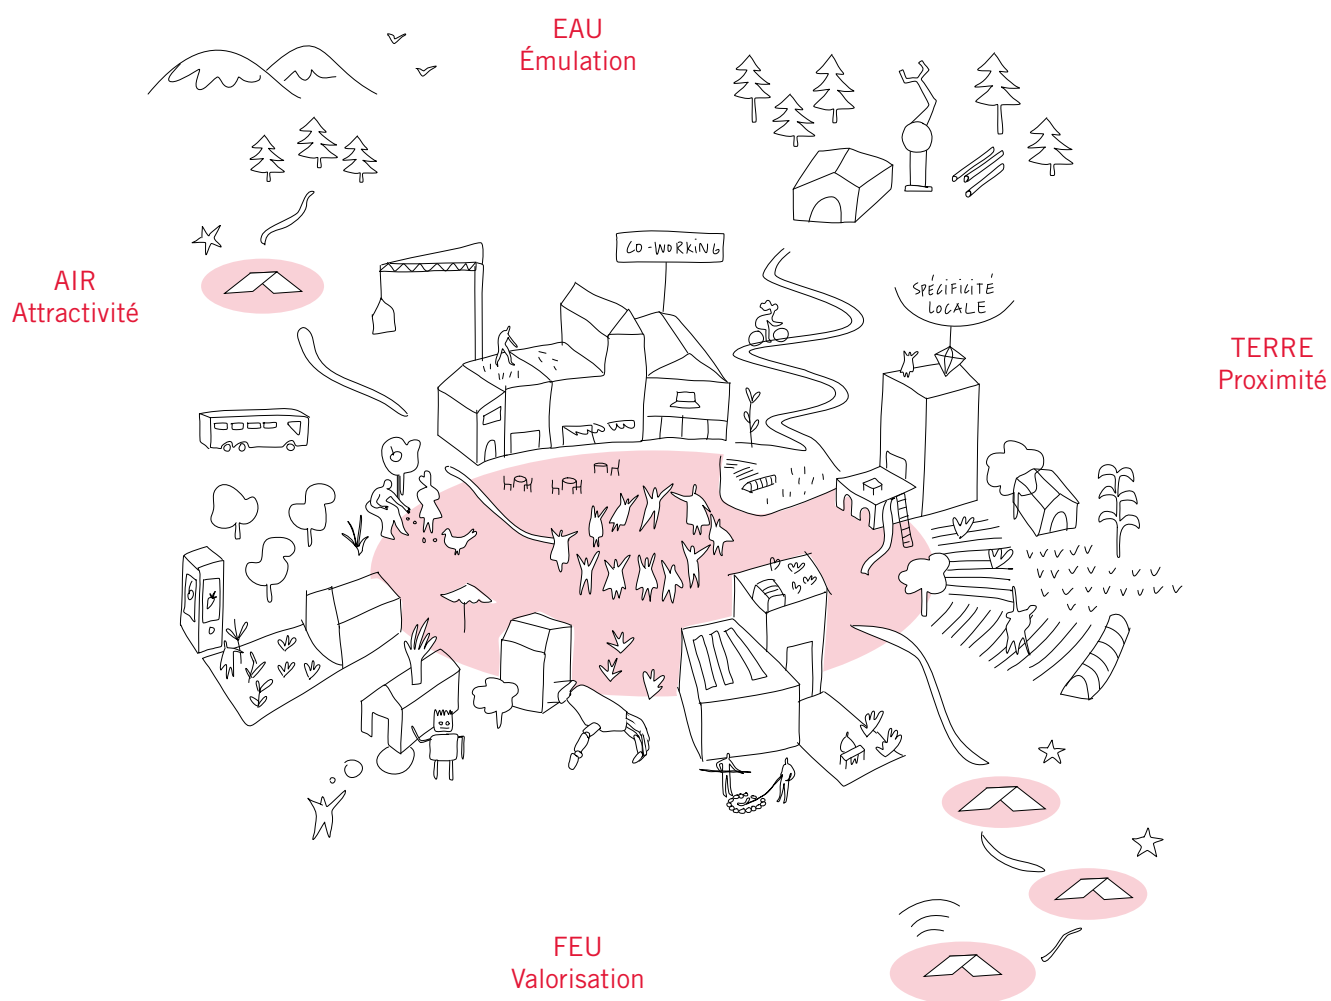 EAU
Émulation
CO-WORKING
AIR
Attractivité
SPÉCIFICITÉ
LOCALE
TERRE
Proximité
FEU
Valorisation